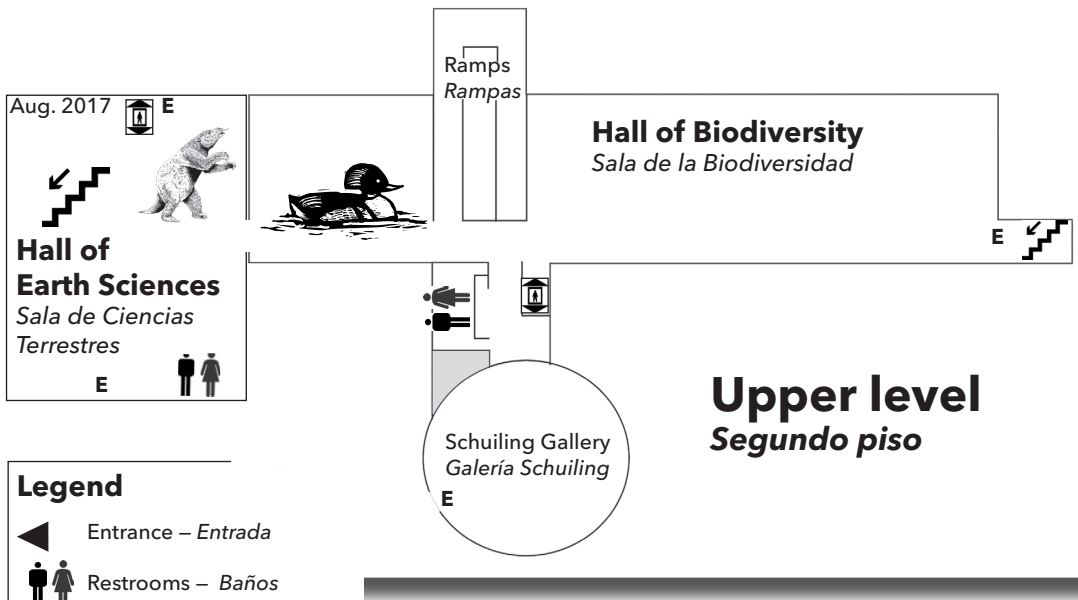 Ramps
Rampas
Aug. 2017 E
Hall of Biodiversity
Sala de la Biodiversidad
E
Hall of
Earth Sciences
Sala de Ciencias
Terrestres
E
Upper level
Segundo piso
Schuiling Gallery
Galería Schuiling
E
Legend
Entrance – Entrada
Restrooms – Baños